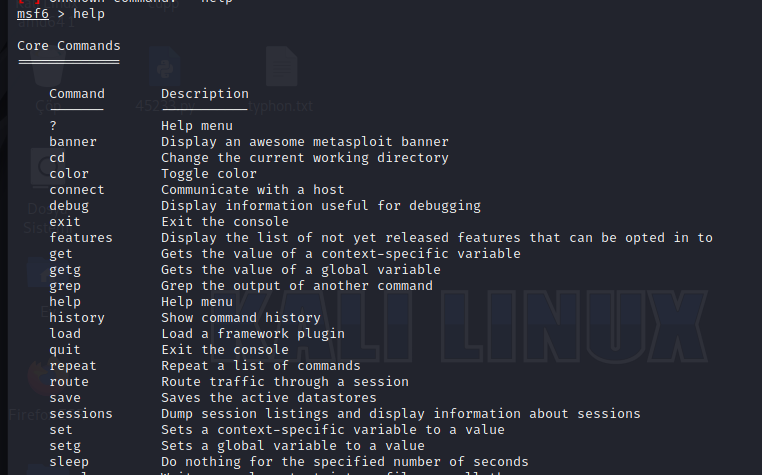 Unknown command: help
msf6 > help
Core Commands
=============
Command Description
------- -----------
? Help menu
banner Display an awesome metasploit banner
cd Change the current working directory
color Toggle color
connect Communicate with a host
debug Display information useful for debugging
exit Exit the console
features Display the list of not yet released features that can be opted in to
get Gets the value of a context-specific variable
getg Gets the value of a global variable
grep Grep the output of another command
help Help menu
history Show command history
load Load a framework plugin
quit Exit the console
repeat Repeat a list of commands
route Route traffic through a session
save Saves the active datastores
sessions Dump session listings and display information about sessions
set Sets a context-specific variable to a value
setg Sets a global variable to a value
sleep Do nothing for the specified number of seconds
typhon.txt
KALI LINUX